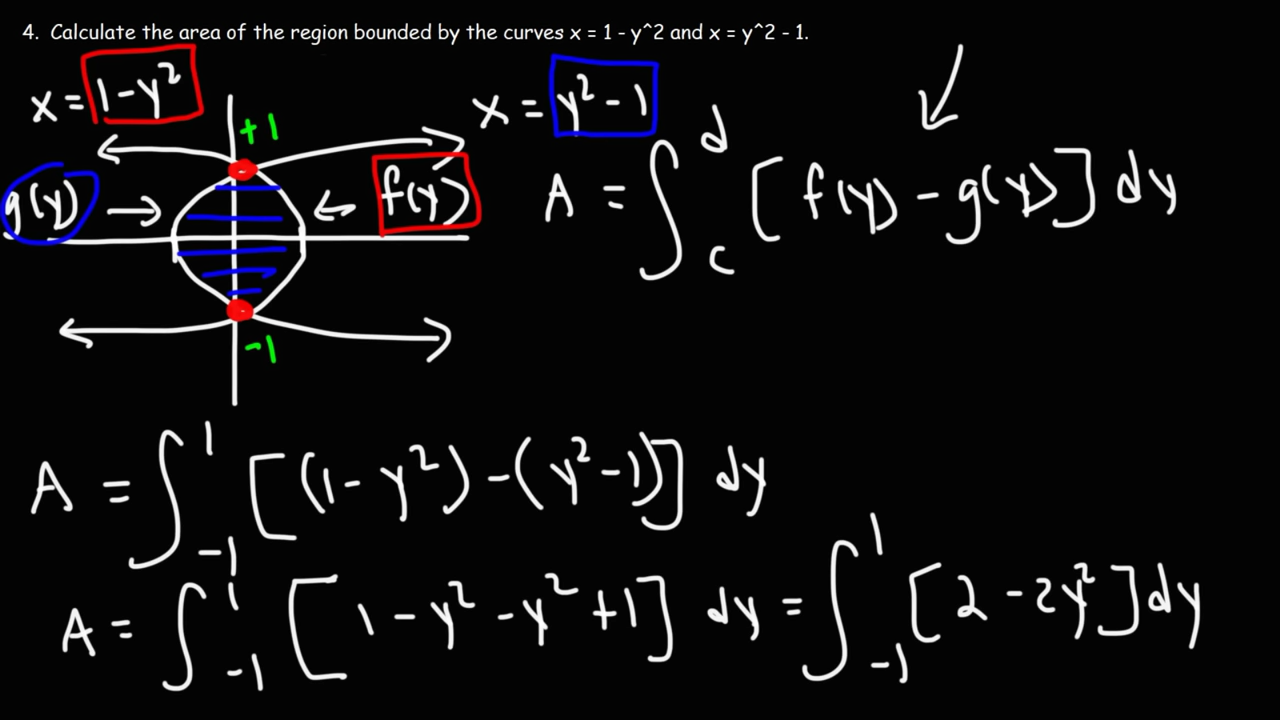 4. Calculate the area of the region bounded by the curves x = 1 - y^2 and x = y^2 - 1.
x = 1 - y²
x = y² - 1
+1
g(y)
f(y)
A = ∫_c^d [f(y) - g(y)] dy
-1
A = ∫_{-1}^1 [(1 - y²) - (y² - 1)] dy
A = ∫_{-1}^1 [1 - y² - y² + 1] dy = ∫_{-1}^1 [2 - 2y²] dy